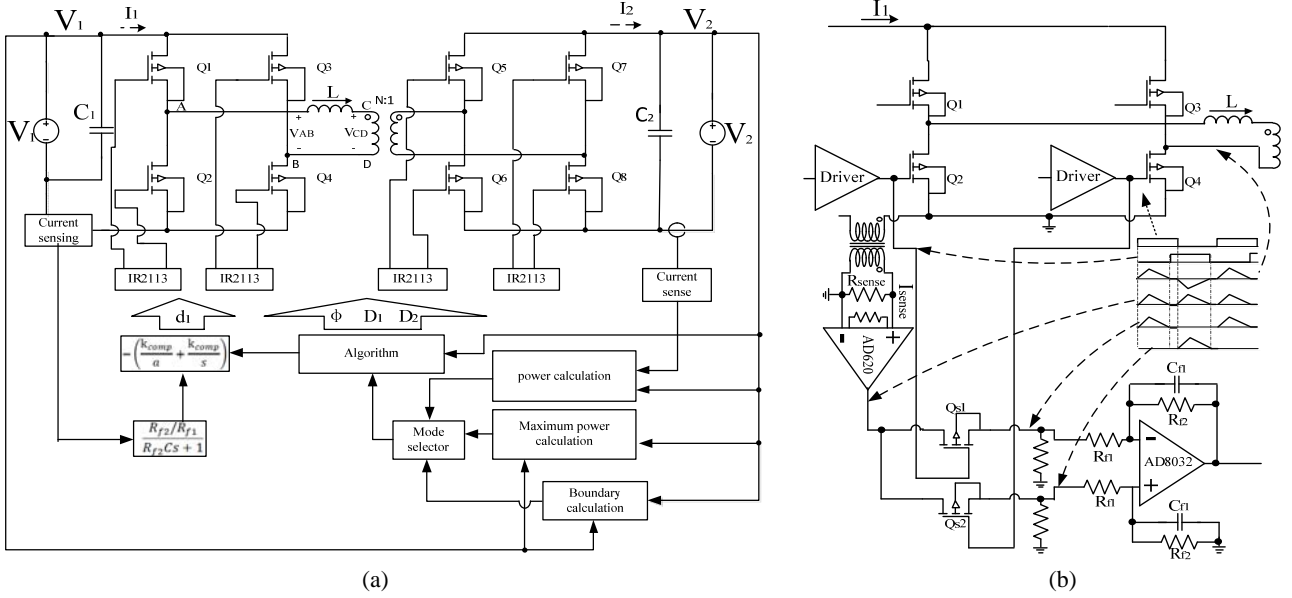 V1
I1
I2
V2
Q1
Q3
Q5
Q7
C1
A
L
C
N:1
C2
V1
+
VAB
-
+
VCD
-
V2
B
D
Q2
Q4
Q6
Q8
Current
sensing
IR2113
IR2113
IR2113
IR2113
Current
sense
d1
ϕ D1 D2
-(kcomp/a + kcomp/s)
Algorithm
power calculation
Rf2/Rf1
Rf2Cs + 1
Mode
selector
Maximum power
calculation
Boundary
calculation
(a)
I1
Q1
Q3
L
Driver
Q2
Driver
Q4
Rsense
Isense
- +
AD620
Qs1
Qs2
Cf1
Rf2
Rf1
-
AD8032
+
Rf1
Cf1
Rf2
(b)